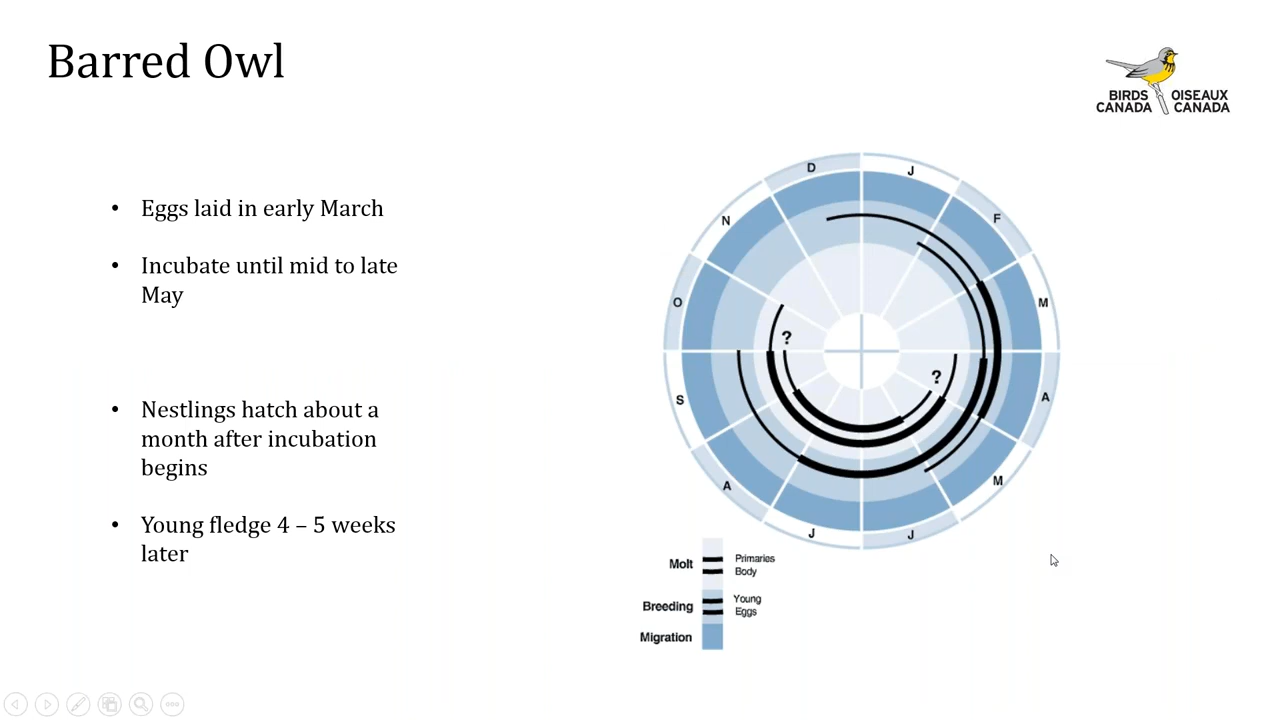 Barred Owl
BIRDS OISEAUX
CANADA CANADA
• Eggs laid in early March
• Incubate until mid to late
May
• Nestlings hatch about a
month after incubation
begins
• Young fledge 4 – 5 weeks
later
D
J
N
F
O
M
?
?
S
A
A
M
J
J
Molt
Primaries
Body
Breeding
Young
Eggs
Migration